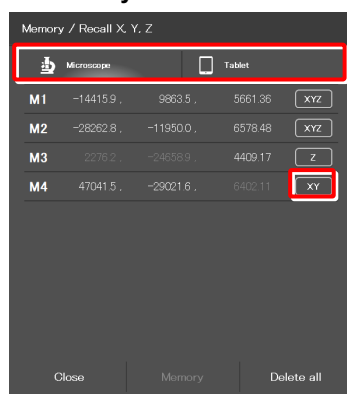 Memory / Recall X, Y, Z
Microscope Tablet
M1 -14415.9 , 9863.5 , 5661.36 XYZ
M2 -28262.8 , -11950.0 , 6578.48 XYZ
M3 2276.2 , -24658.9 , 4409.17 Z
M4 47041.5 , -29021.6 , 6402.11 XY
Close Memory Delete all